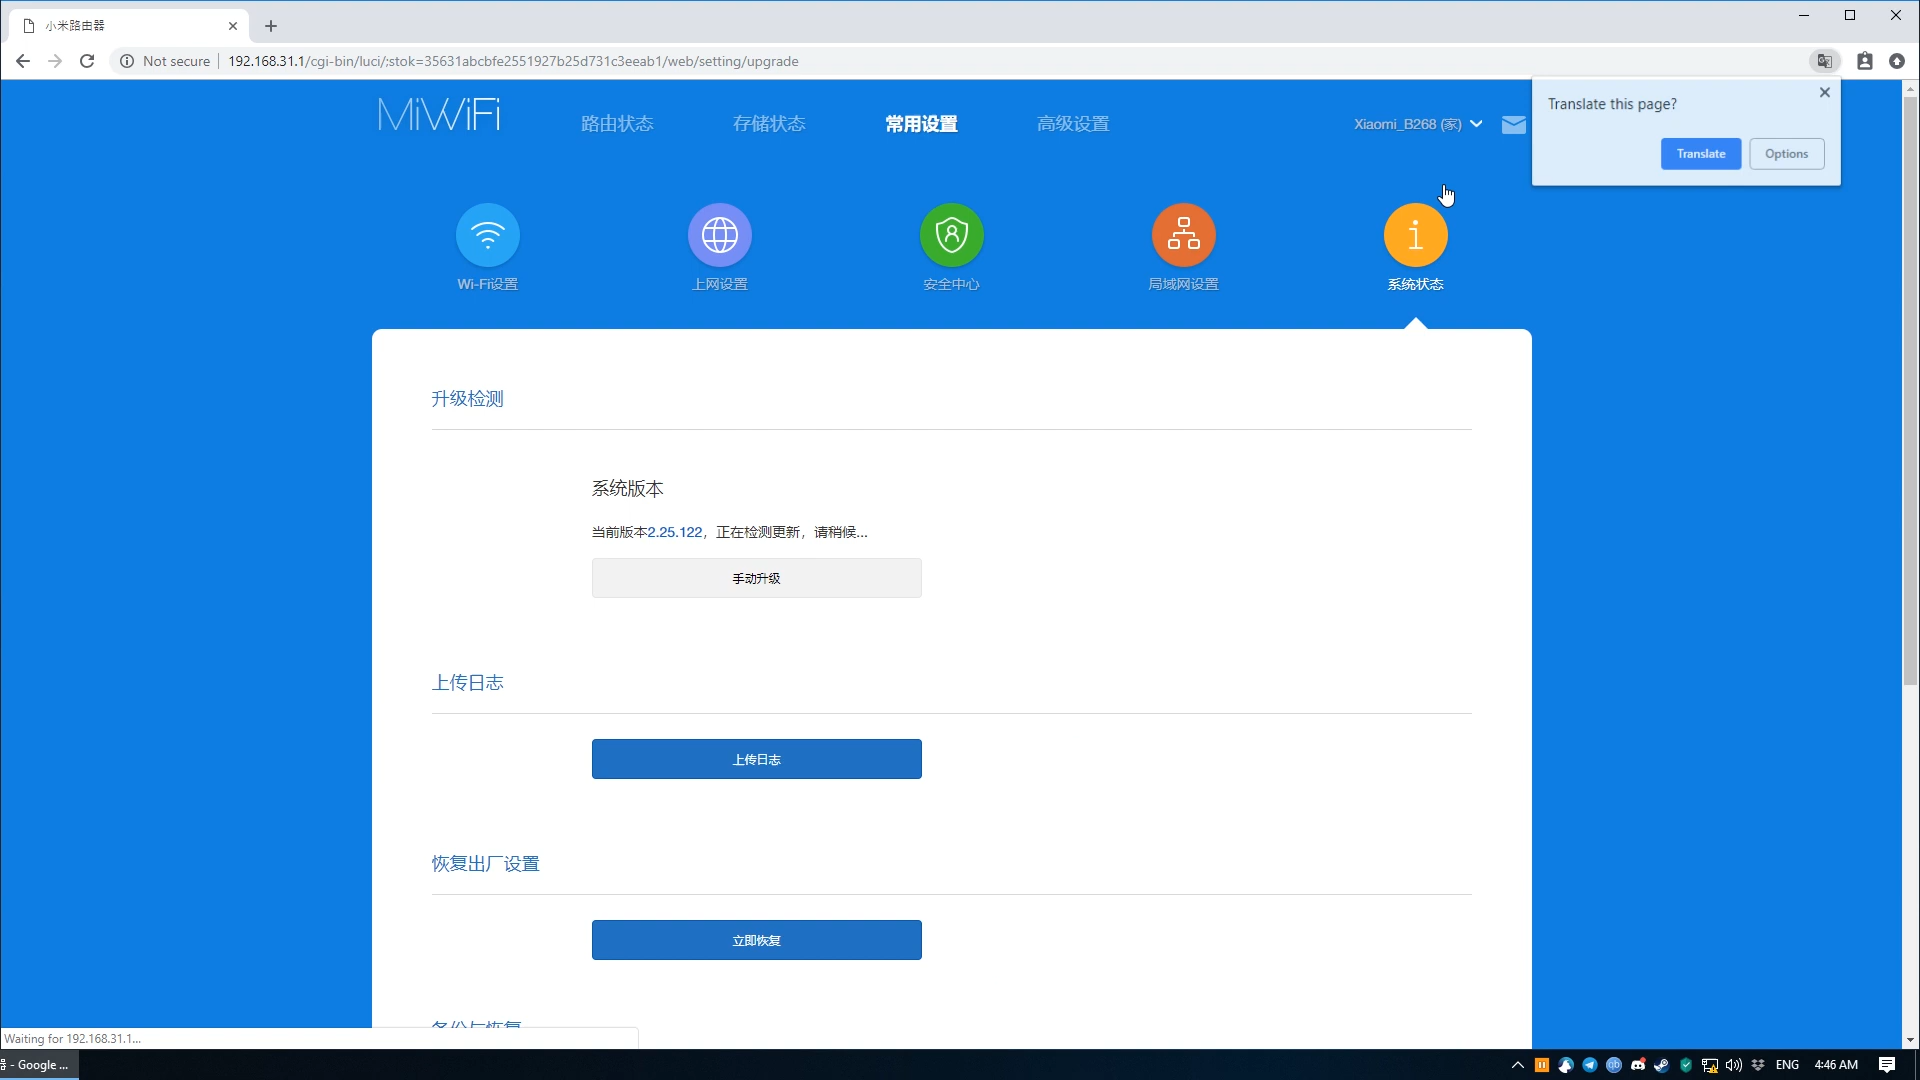 小米路由器
Not secure
192.168.31.1/cgi-bin/luci/;stok=35631abcbfe2551927b25d731c3eeab1/web/setting/upgrade
Translate this page?
Translate
Options
MiWiFi
路由状态
存储状态
常用设置
高级设置
Xiaomi_B268 (家)
Wi-Fi设置
上网设置
安全中心
局域网设置
系统状态
升级检测
系统版本
当前版本2.25.122，正在检测更新，请稍候...
手动升级
上传日志
上传日志
恢复出厂设置
立即恢复
备份与恢复
Waiting for 192.168.31.1...
- Google ...
ENG
4:46 AM